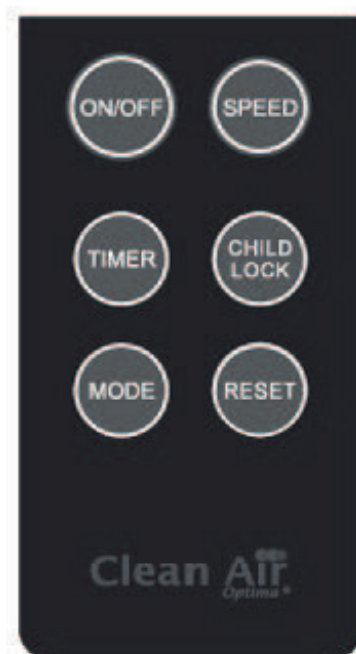 ON/OFF SPEED
TIMER CHILD LOCK
MODE RESET
Clean Air
Optima®